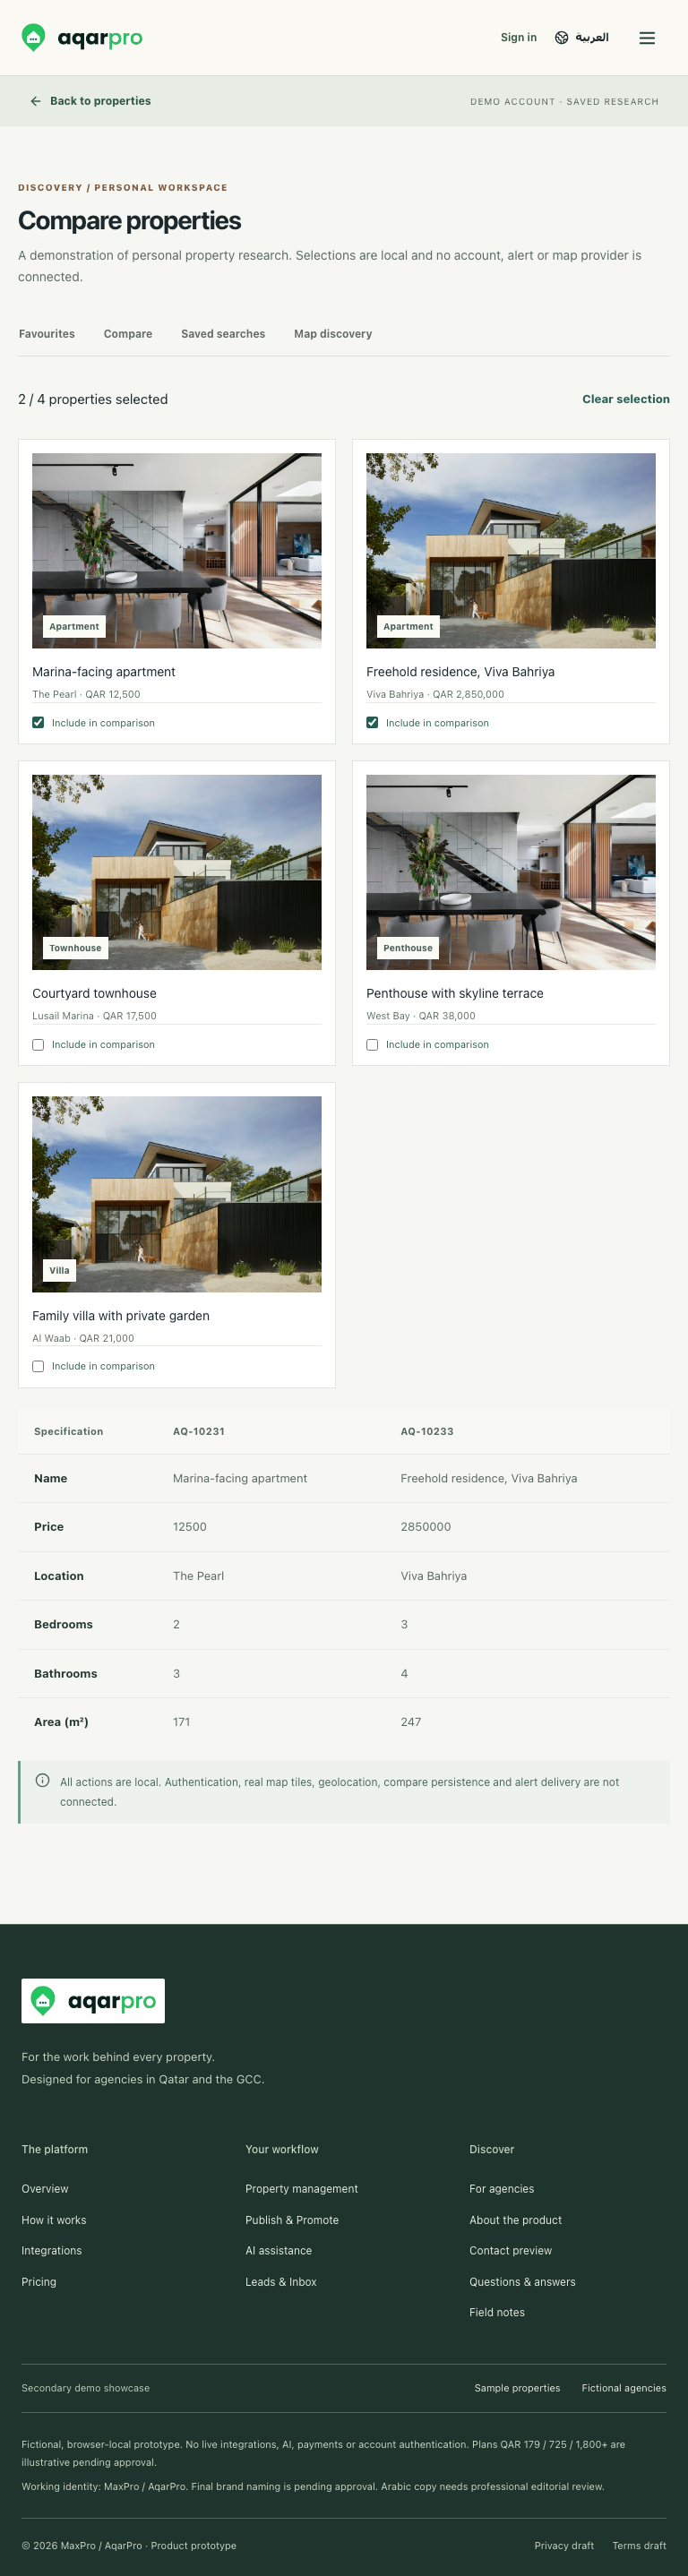 aqarpro
Sign in
العربية
Back to properties
DEMO ACCOUNT · SAVED RESEARCH
DISCOVERY / PERSONAL WORKSPACE
Compare properties
A demonstration of personal property research. Selections are local and no account, alert or map provider is
connected.
Favourites
Compare
Saved searches
Map discovery
2 / 4 properties selected
Clear selection
Apartment
Marina-facing apartment
The Pearl · QAR 12,500
Include in comparison
Apartment
Freehold residence, Viva Bahriya
Viva Bahriya · QAR 2,850,000
Include in comparison
Townhouse
Courtyard townhouse
Lusail Marina · QAR 17,500
Include in comparison
Penthouse
Penthouse with skyline terrace
West Bay · QAR 38,000
Include in comparison
Villa
Family villa with private garden
Al Waab · QAR 21,000
Include in comparison
Specification AQ-10231 AQ-10233
Name Marina-facing apartment Freehold residence, Viva Bahriya
Price 12500 2850000
Location The Pearl Viva Bahriya
Bedrooms 2 3
Bathrooms 3 4
Area (m²) 171 247
All actions are local. Authentication, real map tiles, geolocation, compare persistence and alert delivery are not
connected.
aqarpro
For the work behind every property.
Designed for agencies in Qatar and the GCC.
The platform
Overview
How it works
Integrations
Pricing
Your workflow
Property management
Publish & Promote
AI assistance
Leads & Inbox
Discover
For agencies
About the product
Contact preview
Questions & answers
Field notes
Secondary demo showcase
Sample properties
Fictional agencies
Fictional, browser-local prototype. No live integrations, AI, payments or account authentication. Plans QAR 179 / 725 / 1,800+ are
illustrative pending approval.
Working identity: MaxPro / AqarPro. Final brand naming is pending approval. Arabic copy needs professional editorial review.
© 2026 MaxPro / AqarPro · Product prototype
Privacy draft
Terms draft